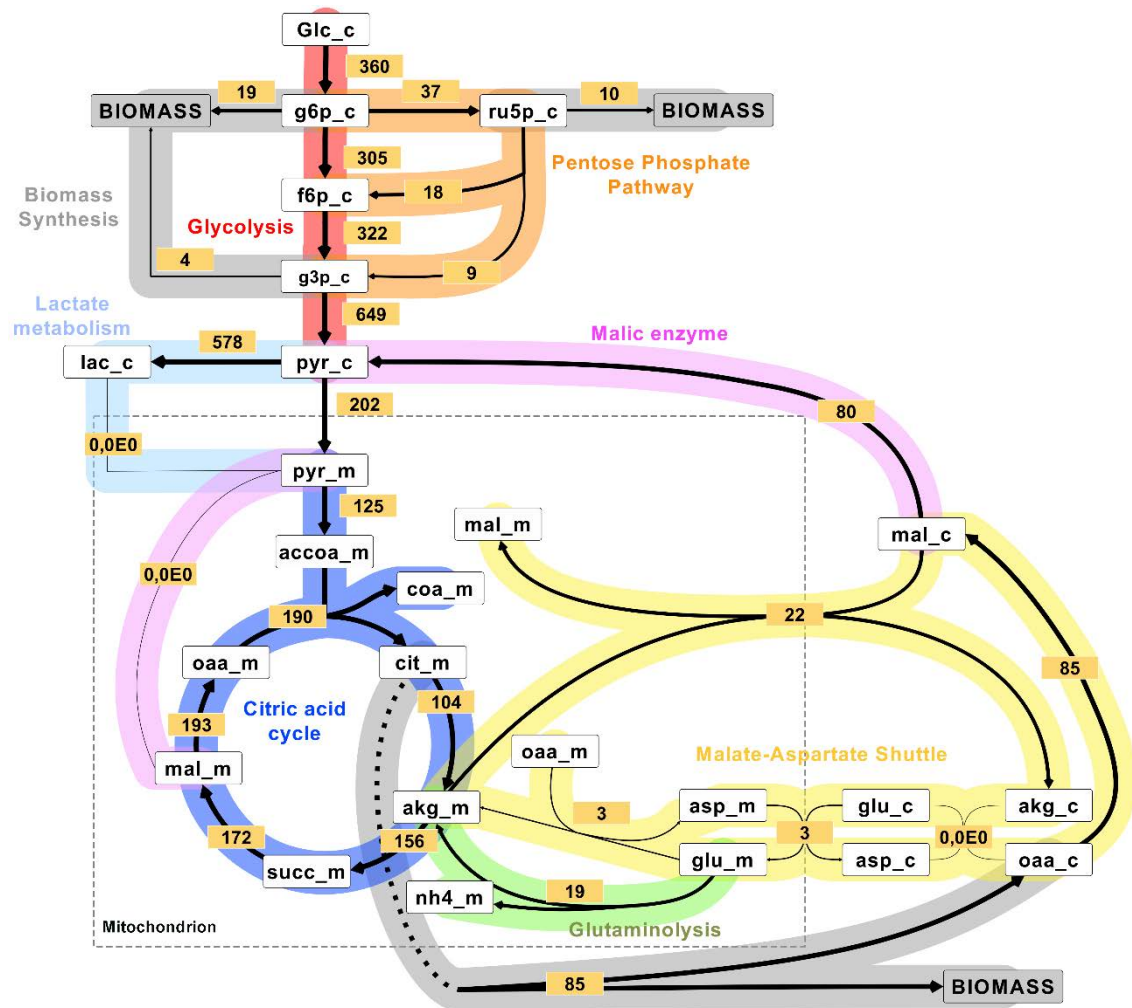 Glc_c
360
19
37
10
BIOMASS
g6p_c
ru5p_c
BIOMASS
305
Pentose Phosphate
Pathway
Biomass
Synthesis
f6p_c
18
Glycolysis
322
4
g3p_c
9
Lactate
metabolism
649
Malic enzyme
578
lac_c
pyr_c
202
80
0,0E0
pyr_m
125
mal_m
mal_c
accoa_m
0,0E0
coa_m
190
22
oaa_m
cit_m
85
104
193
Citric acid
cycle
oaa_m
Malate-Aspartate Shuttle
mal_m
akg_m
3
asp_m
glu_c
akg_c
172
156
3
0,0E0
succ_m
glu_m
asp_c
oaa_c
nh4_m
19
Mitochondrion
Glutaminolysis
85
BIOMASS